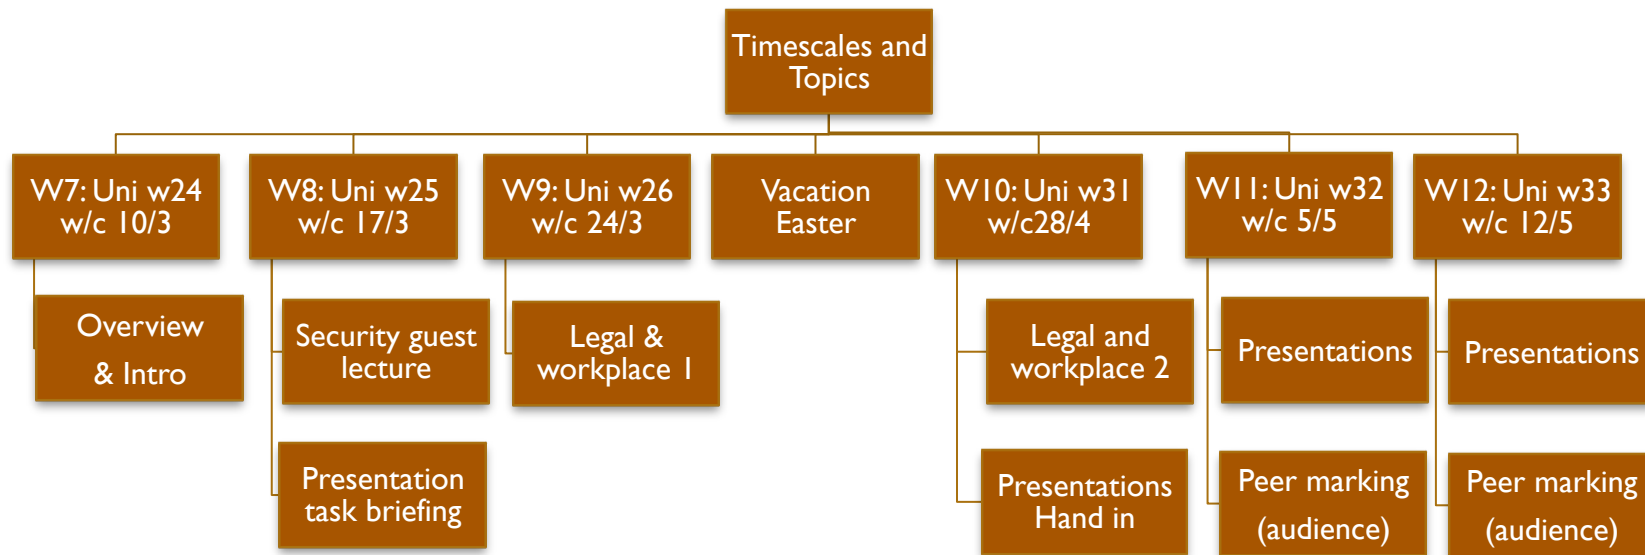 Timescales and
Topics
W7: Uni w24
w/c 10/3
W8: Uni w25
w/c 17/3
W9: Uni w26
w/c 24/3
Vacation
Easter
W10: Uni w31
w/c28/4
W11: Uni w32
w/c 5/5
W12: Uni w33
w/c 12/5
Overview
& Intro
Security guest
lecture
Legal &
workplace 1
Legal and
workplace 2
Presentations
Presentations
Presentation
task briefing
Presentations
Hand in
Peer marking
(audience)
Peer marking
(audience)